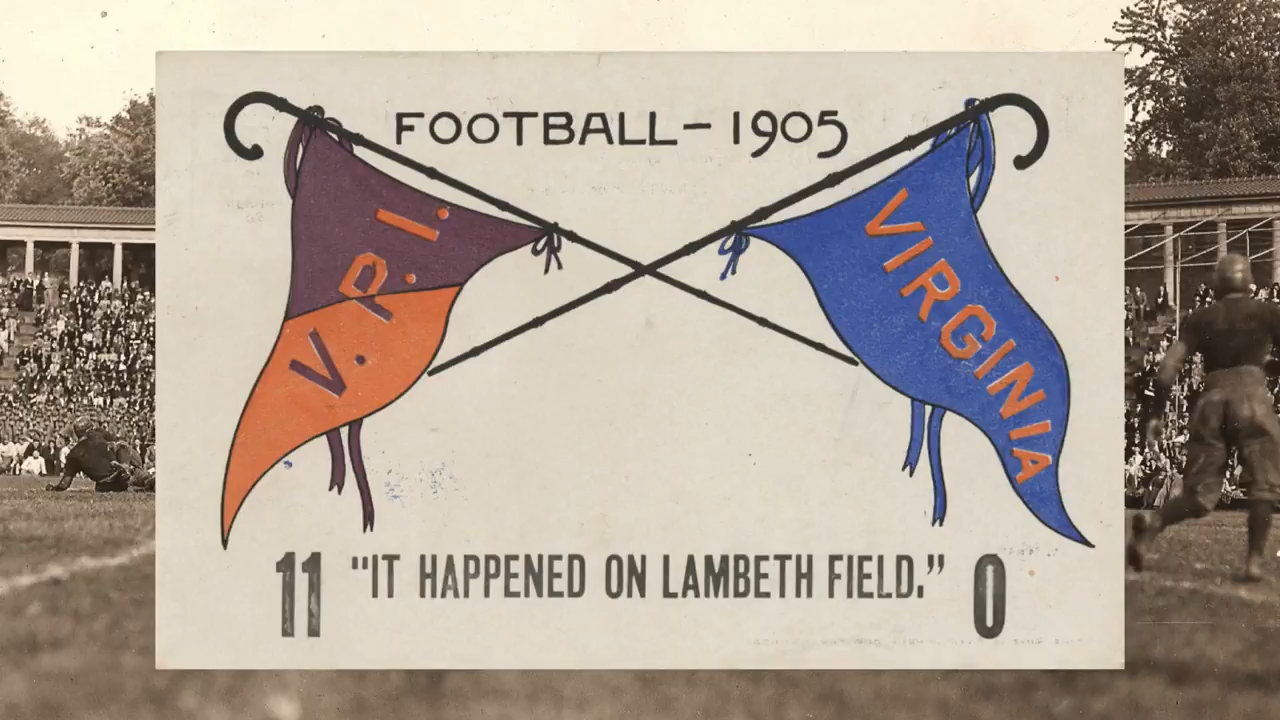 FOOTBALL-1905
V.P.I.
VIRGINIA
11 "IT HAPPENED ON LAMBETH FIELD." 0